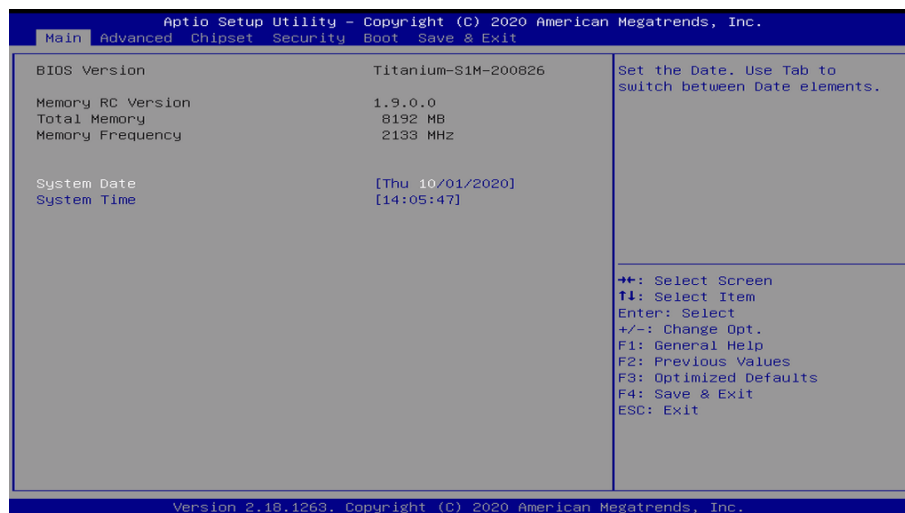 Aptio Setup Utility – Copyright (C) 2020 American Megatrends, Inc.
Main Advanced Chipset Security Boot Save & Exit
BIOS Version Titanium-S1M-200826
Memory RC Version 1.9.0.0
Total Memory 8192 MB
Memory Frequency 2133 MHz
System Date [Thu 10/01/2020]
System Time [14:05:47]
Set the Date. Use Tab to
switch between Date elements.
→←: Select Screen
↑↓: Select Item
Enter: Select
+/-: Change Opt.
F1: General Help
F2: Previous Values
F3: Optimized Defaults
F4: Save & Exit
ESC: Exit
Version 2.18.1263. Copyright (C) 2020 American Megatrends, Inc.